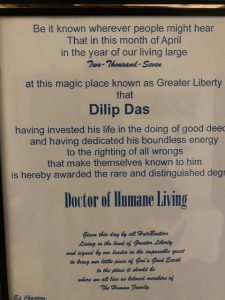 Be it known wherever people might hear
That in this month of April
in the year of our living large
Two-Thousand-Seven
at this magic place known as Greater Liberty
that
Dilip Das
having invested his life in the doing of good deed
and having dedicated his boundless energy
to the righting of all wrongs
that make themselves known to him
is hereby awarded the rare and distinguished degr
Doctor of Humane Living
Given this day by all HateBusters
Living in the land of Greater Liberty
and signed by our leader in the impossible quest
to bring our little piece of God's Good Earth
to the place it should be
where we all live as beloved members of
The Human Family.
Ed Chasteen